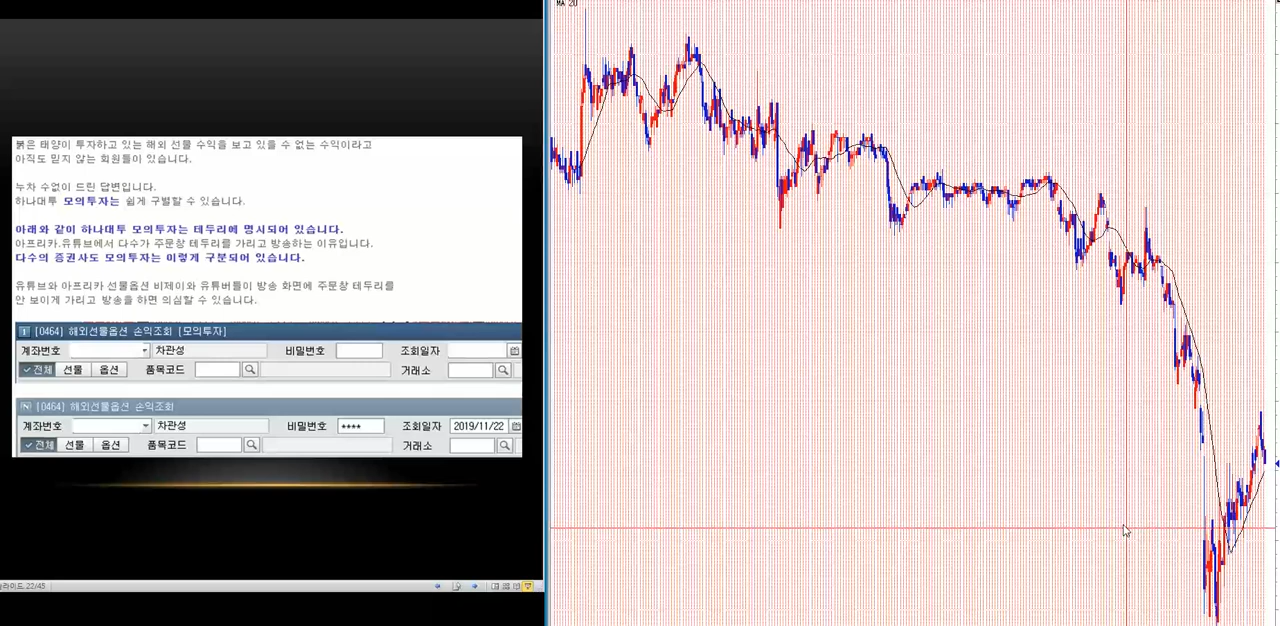 MA 20
붉은 태양이 투자하고 있는 해외 선물 수익을 보고 있을 수 없는 수익이라고
아직도 믿지 않는 회원들이 있습니다.
누차 수없이 드린 답변입니다.
하나대투 모의투자는 쉽게 구별할 수 있습니다.
아래와 같이 하나대투 모의투자는 테두리에 명시되어 있습니다.
아프리카.유튜브에서 다수가 주문창 테두리를 가리고 방송하는 이유입니다.
다수의 증권사도 모의투자는 이렇게 구분되어 있습니다.
유튜브와 아프리카 선물옵션 비제이와 유튜버들이 방송 화면에 주문창 테두리를
안 보이게 가리고 방송을 하면 의심할 수 있습니다.
1 [0464] 해외선물옵션 손익조회 [모의투자]
계좌번호 차관성 비밀번호 조회일자
전체 선물 옵션 품목코드 거래소
N [0464] 해외선물옵션 손익조회
계좌번호 차관성 비밀번호 **** 조회일자 2019/11/22
전체 선물 옵션 품목코드 거래소
라이드 22/45